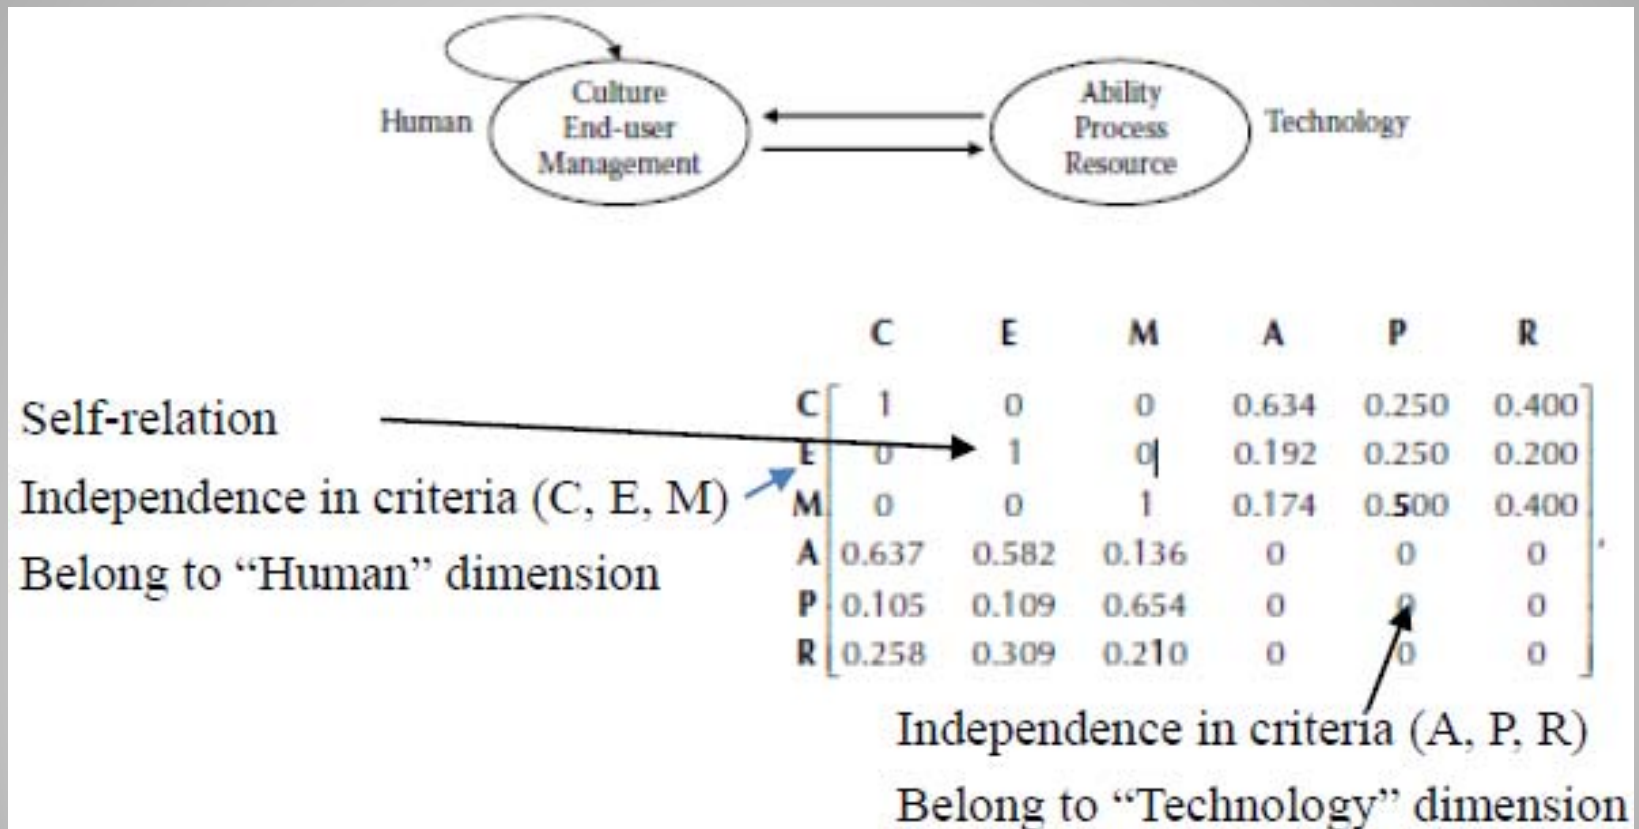 Human
Culture
End-user
Management
Ability
Process
Resource
Technology
C E M A P R
C 1 0 0 0.634 0.250 0.400
E 0 1 0 0.192 0.250 0.200
M 0 0 1 0.174 0.500 0.400
A 0.637 0.582 0.136 0 0 0
P 0.105 0.109 0.654 0 0 0
R 0.258 0.309 0.210 0 0 0
,
Self-relation
Independence in criteria (C, E, M)
Belong to “Human” dimension
Independence in criteria (A, P, R)
Belong to “Technology” dimension